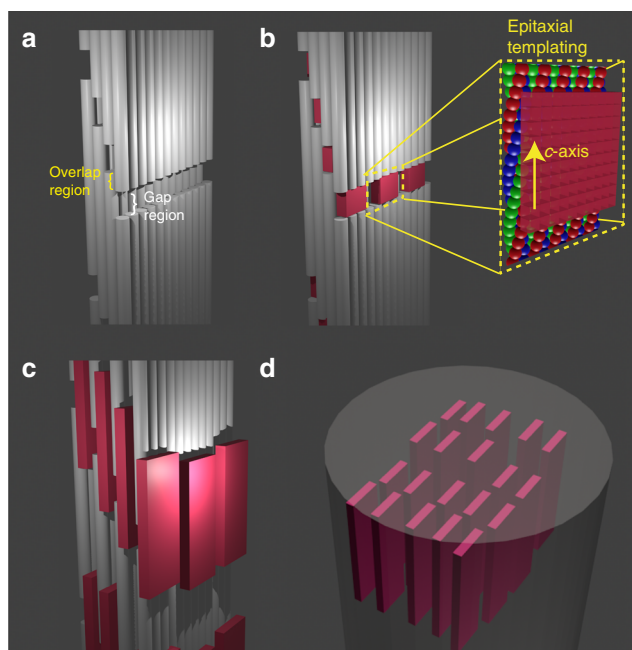 a
b
Epitaxial
templating
c-axis
Overlap
region
Gap
region
c
d